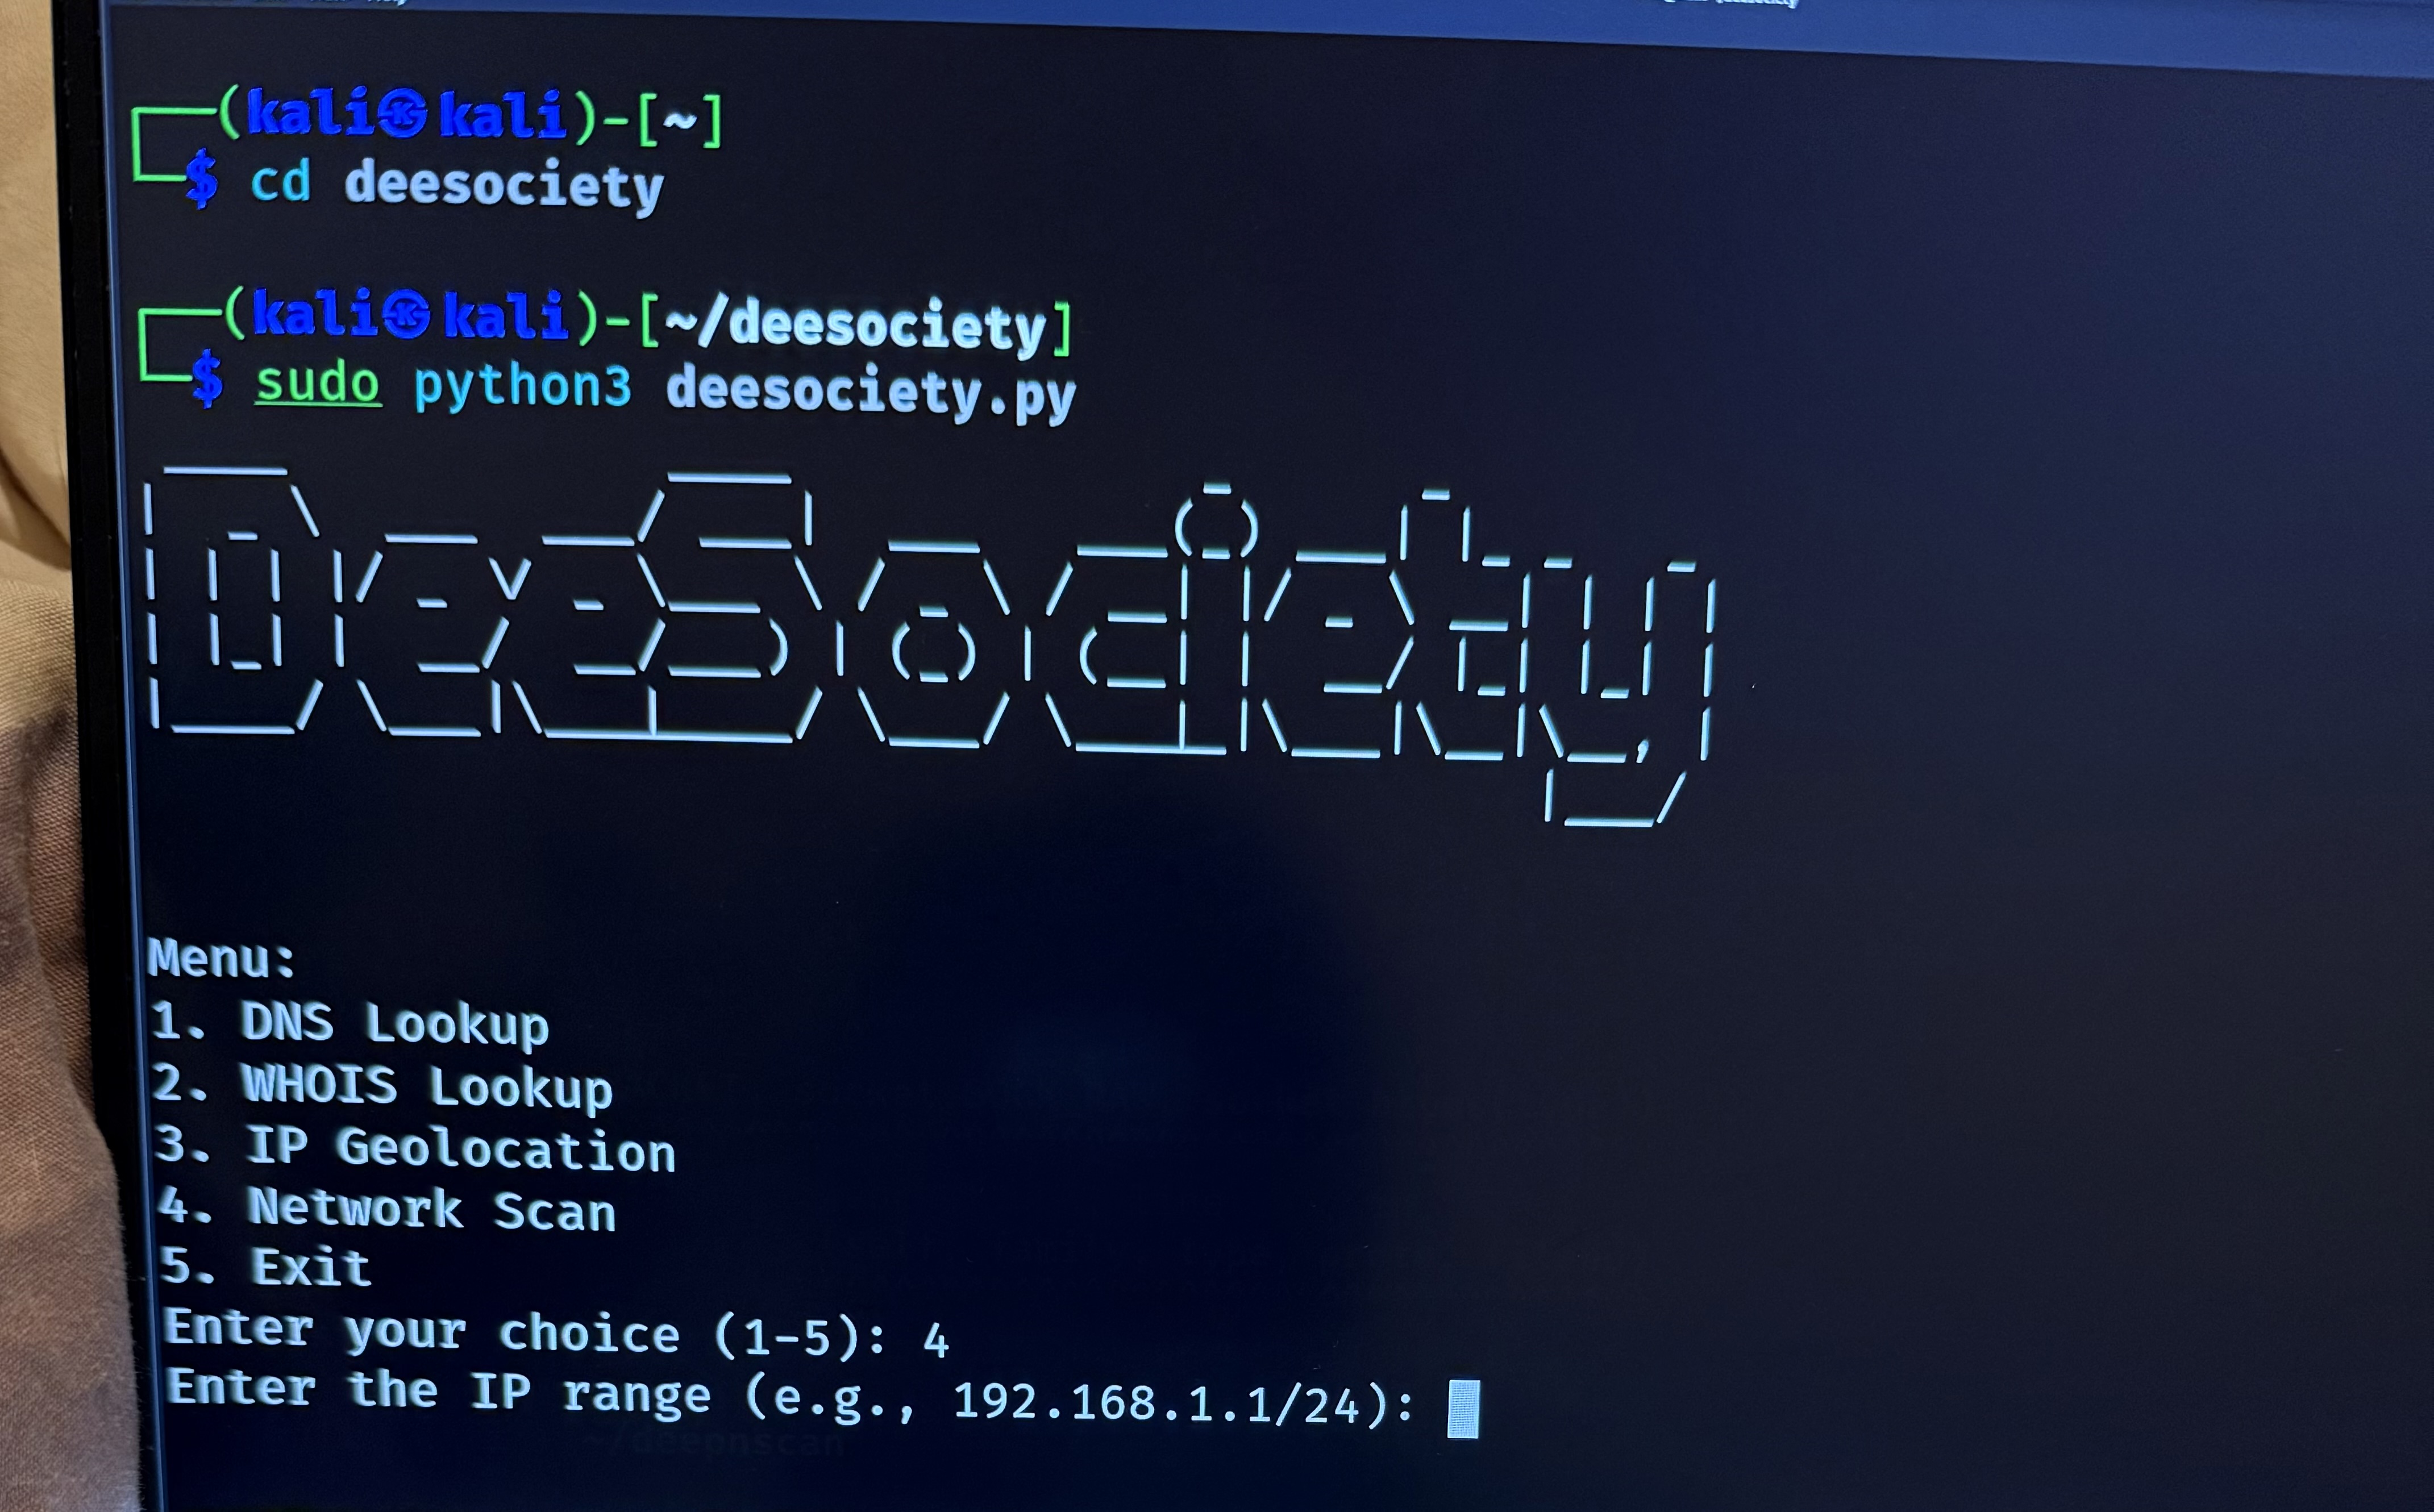 ┌──(kali㉿kali)-[~]
└─$ cd deesociety
┌──(kali㉿kali)-[~/deesociety]
└─$ sudo python3 deesociety.py
DeeSociety
Menu:
1. DNS Lookup
2. WHOIS Lookup
3. IP Geolocation
4. Network Scan
5. Exit
Enter your choice (1-5): 4
Enter the IP range (e.g., 192.168.1.1/24):
~/deepnscan